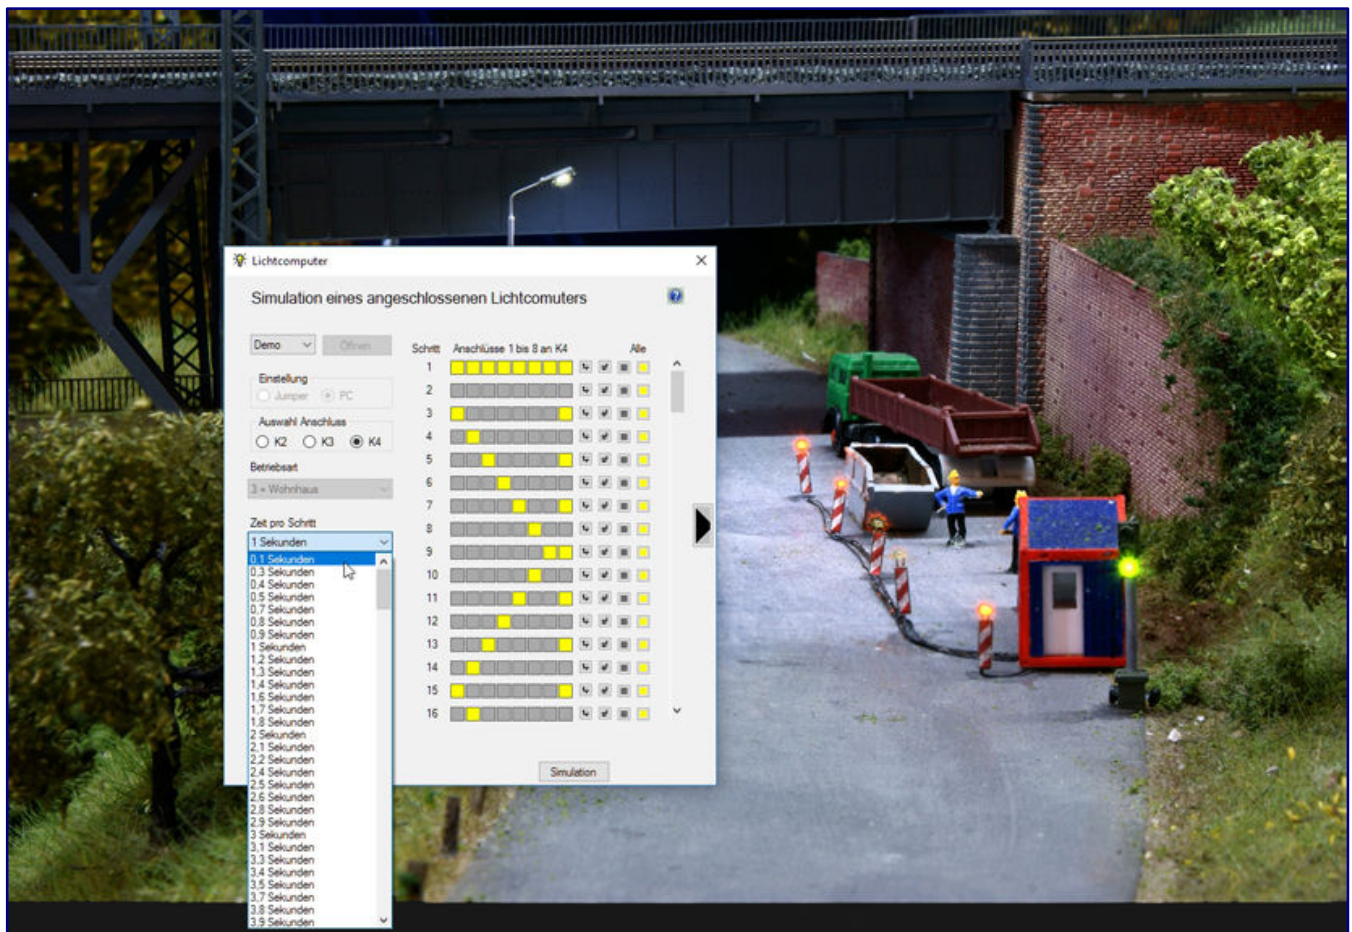 Lichtcomputer
Simulation eines angeschlossenen Lichtcomuters
Demo
Öffnen
Einstellung
Jumper PC
Auswahl Anschluss
K2 K3 K4
Betriebsart
3 = Wohnhaus
Zeit pro Schritt
1 Sekunden
0,1 Sekunden
0,3 Sekunden
0,4 Sekunden
0,5 Sekunden
0,7 Sekunden
0,8 Sekunden
0,9 Sekunden
1 Sekunden
1,2 Sekunden
1,3 Sekunden
1,4 Sekunden
1,6 Sekunden
1,7 Sekunden
1,8 Sekunden
2 Sekunden
2,1 Sekunden
2,2 Sekunden
2,4 Sekunden
2,5 Sekunden
2,6 Sekunden
2,8 Sekunden
2,9 Sekunden
3 Sekunden
3,1 Sekunden
3,3 Sekunden
3,4 Sekunden
3,5 Sekunden
3,7 Sekunden
3,8 Sekunden
3,9 Sekunden
Schritt Anschlüsse 1 bis 8 an K4 Alle
1
2
3
4
5
6
7
8
9
10
11
12
13
14
15
16
Simulation